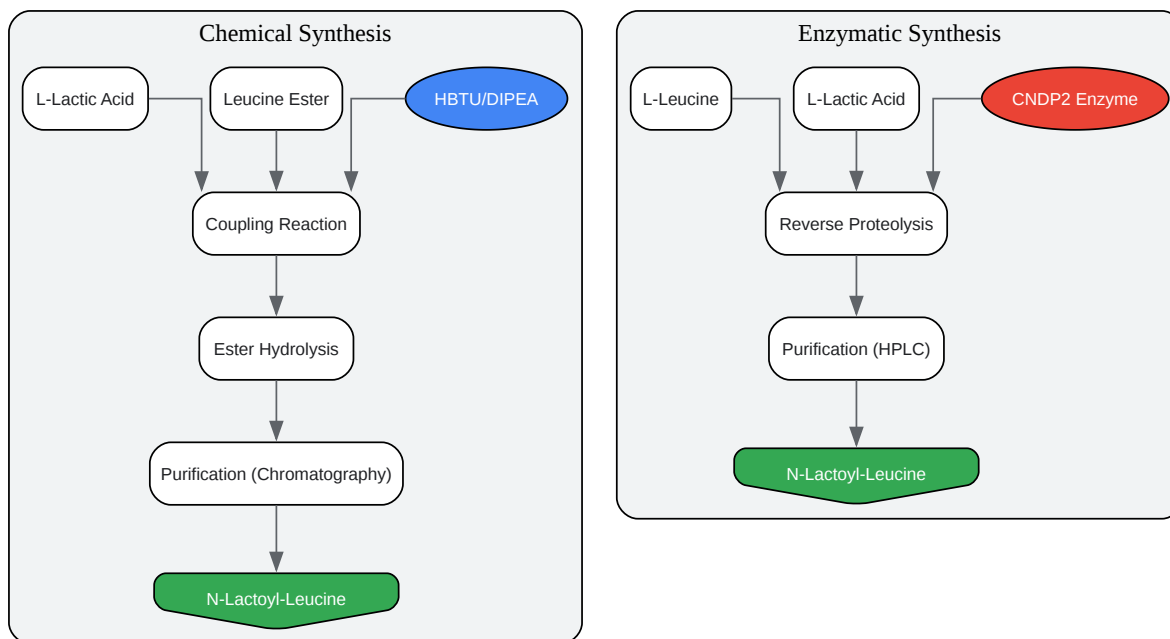 Chemical Synthesis
L-Lactic Acid
Leucine Ester
HBTU/DIPEA
Coupling Reaction
Ester Hydrolysis
Purification (Chromatography)
N-Lactoyl-Leucine
Enzymatic Synthesis
L-Leucine
L-Lactic Acid
CNDP2 Enzyme
Reverse Proteolysis
Purification (HPLC)
N-Lactoyl-Leucine